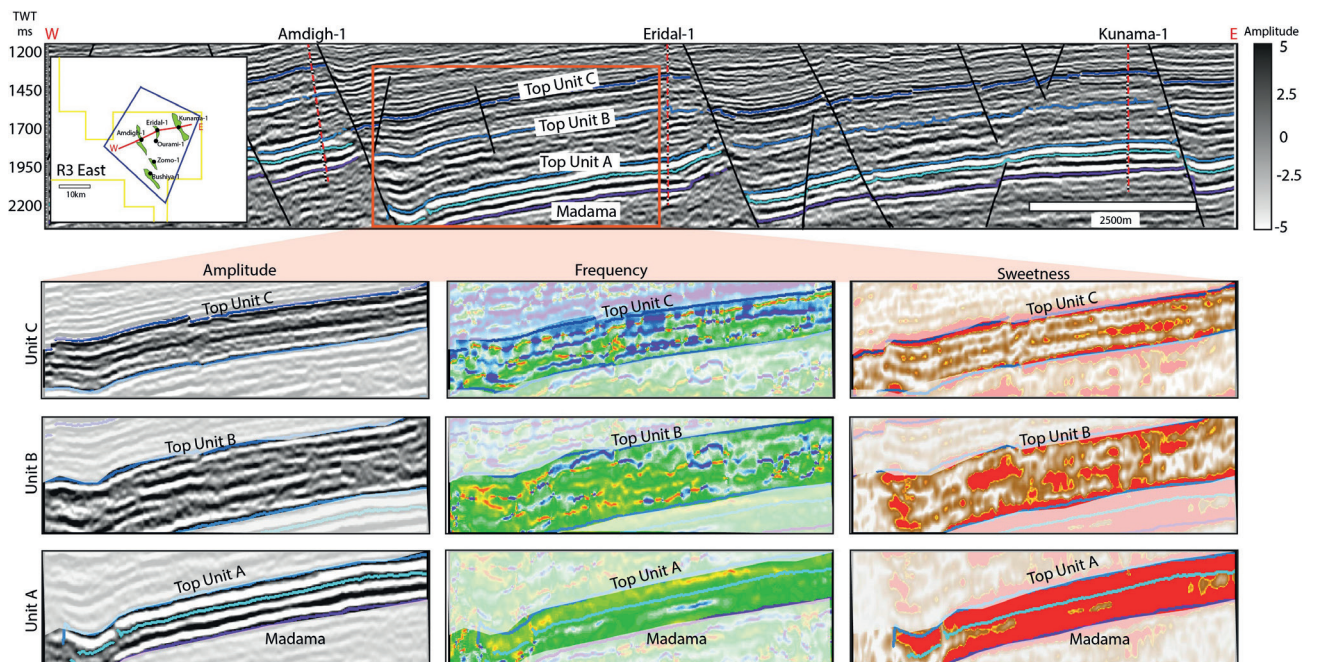 TWT
ms
W
Amdigh-1
Eridal-1
Kunama-1
E
Amplitude
1200
1450
1700
1950
2200
5
2.5
0
-2.5
-5
Top Unit C
Top Unit B
Top Unit A
Madama
2500m
Eridal-1
Kunama-1
E
Amdigh-1
Ourami-1
W
Zomo-1
Bushiya-1
R3 East
10km
Amplitude
Frequency
Sweetness
Unit C
Top Unit C
Top Unit C
Top Unit C
Unit B
Top Unit B
Top Unit B
Top Unit B
Unit A
Top Unit A
Top Unit A
Top Unit A
Madama
Madama
Madama